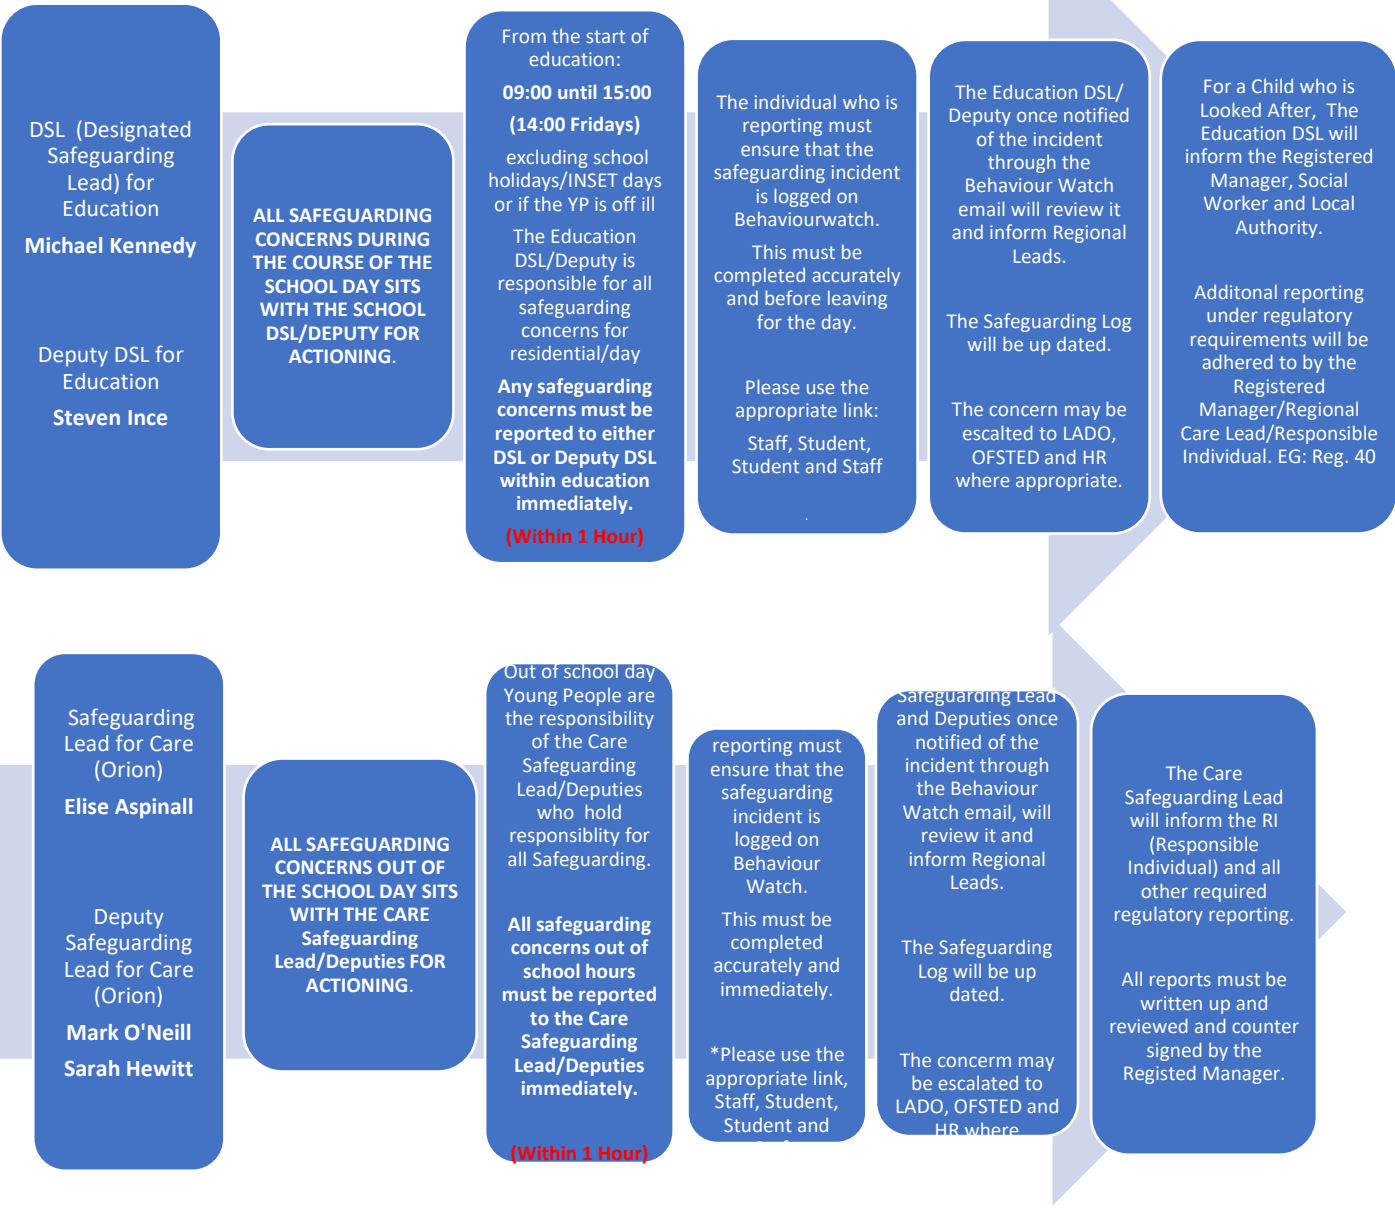 DSL (Designated
Safeguarding
Lead) for
Education
Michael Kennedy
Deputy DSL for
Education
Steven Ince
ALL SAFEGUARDING
CONCERNS DURING
THE COURSE OF THE
SCHOOL DAY SITS
WITH THE SCHOOL
DSL/DEPUTY FOR
ACTIONING.
From the start of
education:
09:00 until 15:00
(14:00 Fridays)
excluding school
holidays/INSET days
or if the YP is off ill
The Education
DSL/Deputy is
responsible for all
safeguarding
concerns for
residential/day
Any safeguarding
concerns must be
reported to either
DSL or Deputy DSL
within education
immediately.
(Within 1 Hour)
The individual who is
reporting must
ensure that the
safeguarding incident
is logged on
Behaviourwatch.
This must be
completed accurately
and before leaving
for the day.
Please use the
appropriate link:
Staff, Student,
Student and Staff
.
The Education DSL/
Deputy once notified
of the incident
through the
Behaviour Watch
email will review it
and inform Regional
Leads.
The Safeguarding Log
will be up dated.
The concern may be
escalted to LADO,
OFSTED and HR
where appropriate.
For a Child who is
Looked After, The
Education DSL will
inform the Registered
Manager, Social
Worker and Local
Authority.
Additonal reporting
under regulatory
requirements will be
adhered to by the
Registered
Manager/Regional
Care Lead/Responsible
Individual. EG: Reg. 40
Safeguarding
Lead for Care
(Orion)
Elise Aspinall
Deputy
Safeguarding
Lead for Care
(Orion)
Mark O'Neill
Sarah Hewitt
ALL SAFEGUARDING
CONCERNS OUT OF
THE SCHOOL DAY SITS
WITH THE CARE
Safeguarding
Lead/Deputies FOR
ACTIONING.
Out of school day
Young People are
the responsibility
of the Care
Safeguarding
Lead/Deputies
who hold
responsiblity for
all Safeguarding.
All safeguarding
concerns out of
school hours
must be reported
to the Care
Safeguarding
Lead/Deputies
immediately.
(Within 1 Hour)
reporting must
ensure that the
safeguarding
incident is
logged on
Behaviour
Watch.
This must be
completed
accurately and
immediately.
*Please use the
appropriate link,
Staff, Student,
Student and
Safeguarding Lead
and Deputies once
notified of the
incident through
the Behaviour
Watch email, will
review it and
inform Regional
Leads.
The Safeguarding
Log will be up
dated.
The concerm may
be escalated to
LADO, OFSTED and
HR where
The Care
Safeguarding Lead
will inform the RI
(Responsible
Individual) and all
other required
regulatory reporting.
All reports must be
written up and
reviewed and counter
signed by the
Registed Manager.